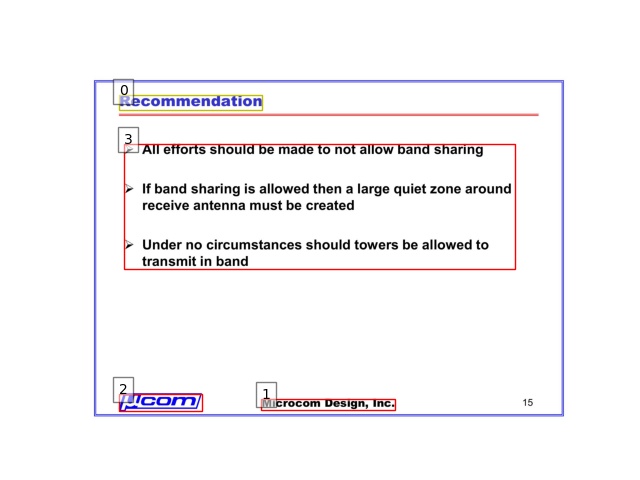 Recommendation
➢ All efforts should be made to not allow band sharing
➢ If band sharing is allowed then a large quiet zone around
receive antenna must be created
➢ Under no circumstances should towers be allowed to
transmit in band
µcom
Microcom Design, Inc.
15
0
3
2
1